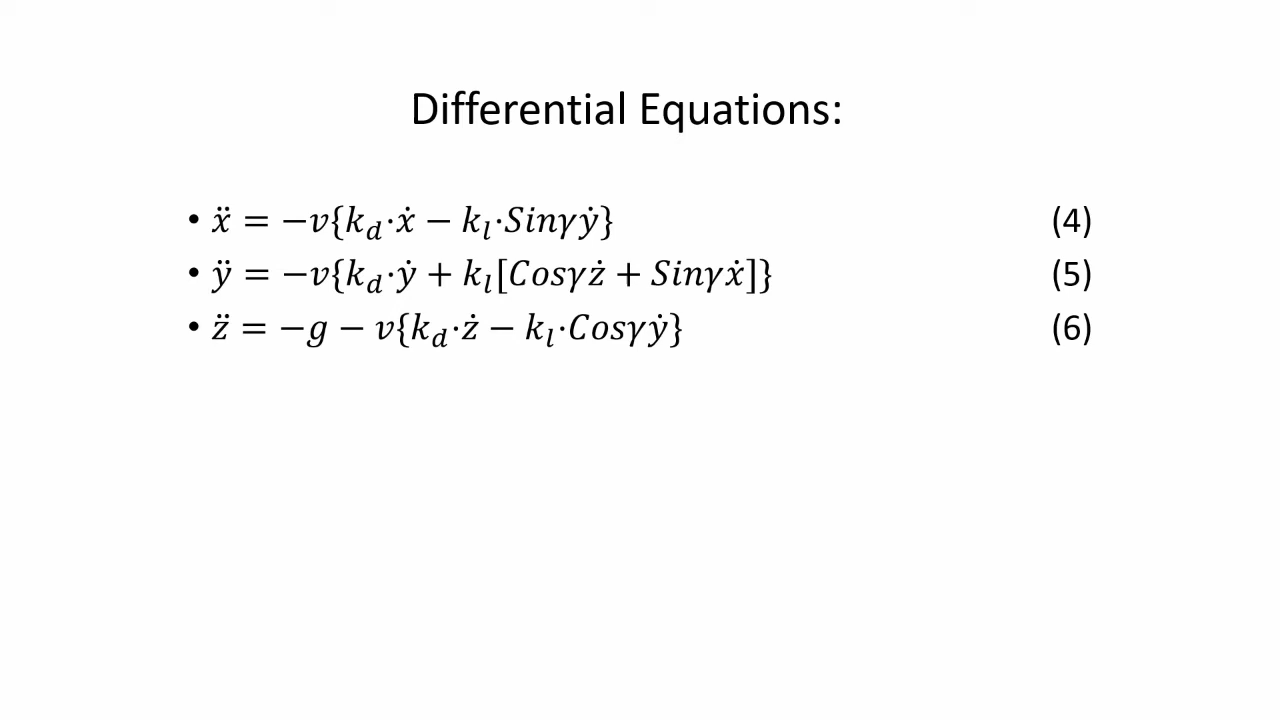 Differential Equations:
• ẍ = −v{k_d·ẋ − k_l·Sinγẏ} (4)
• ÿ = −v{k_d·ẏ + k_l[Cosγż + Sinγẋ]} (5)
• z̈ = −g − v{k_d·ż − k_l·Cosγẏ} (6)